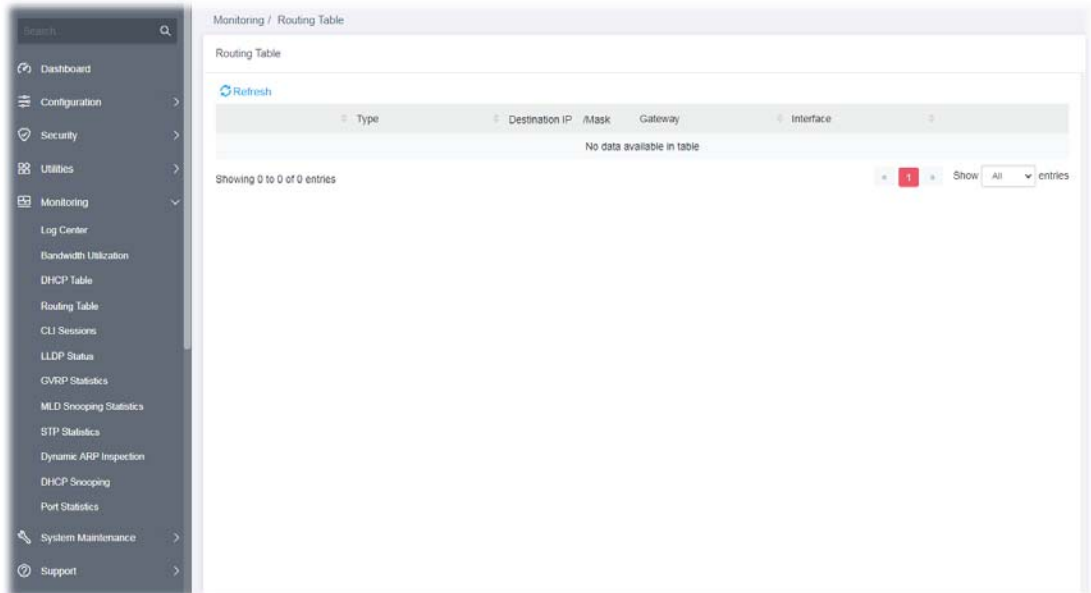 Search...
Dashboard
Configuration
Security
Utilities
Monitoring
Log Center
Bandwidth Utilization
DHCP Table
Routing Table
CLI Sessions
LLDP Status
GVRP Statistics
MLD Snooping Statistics
STP Statistics
Dynamic ARP Inspection
DHCP Snooping
Port Statistics
System Maintenance
Support
Monitoring / Routing Table
Routing Table
Refresh
Type Destination IP /Mask Gateway Interface
No data available in table
Showing 0 to 0 of 0 entries
« 1 » Show All entries